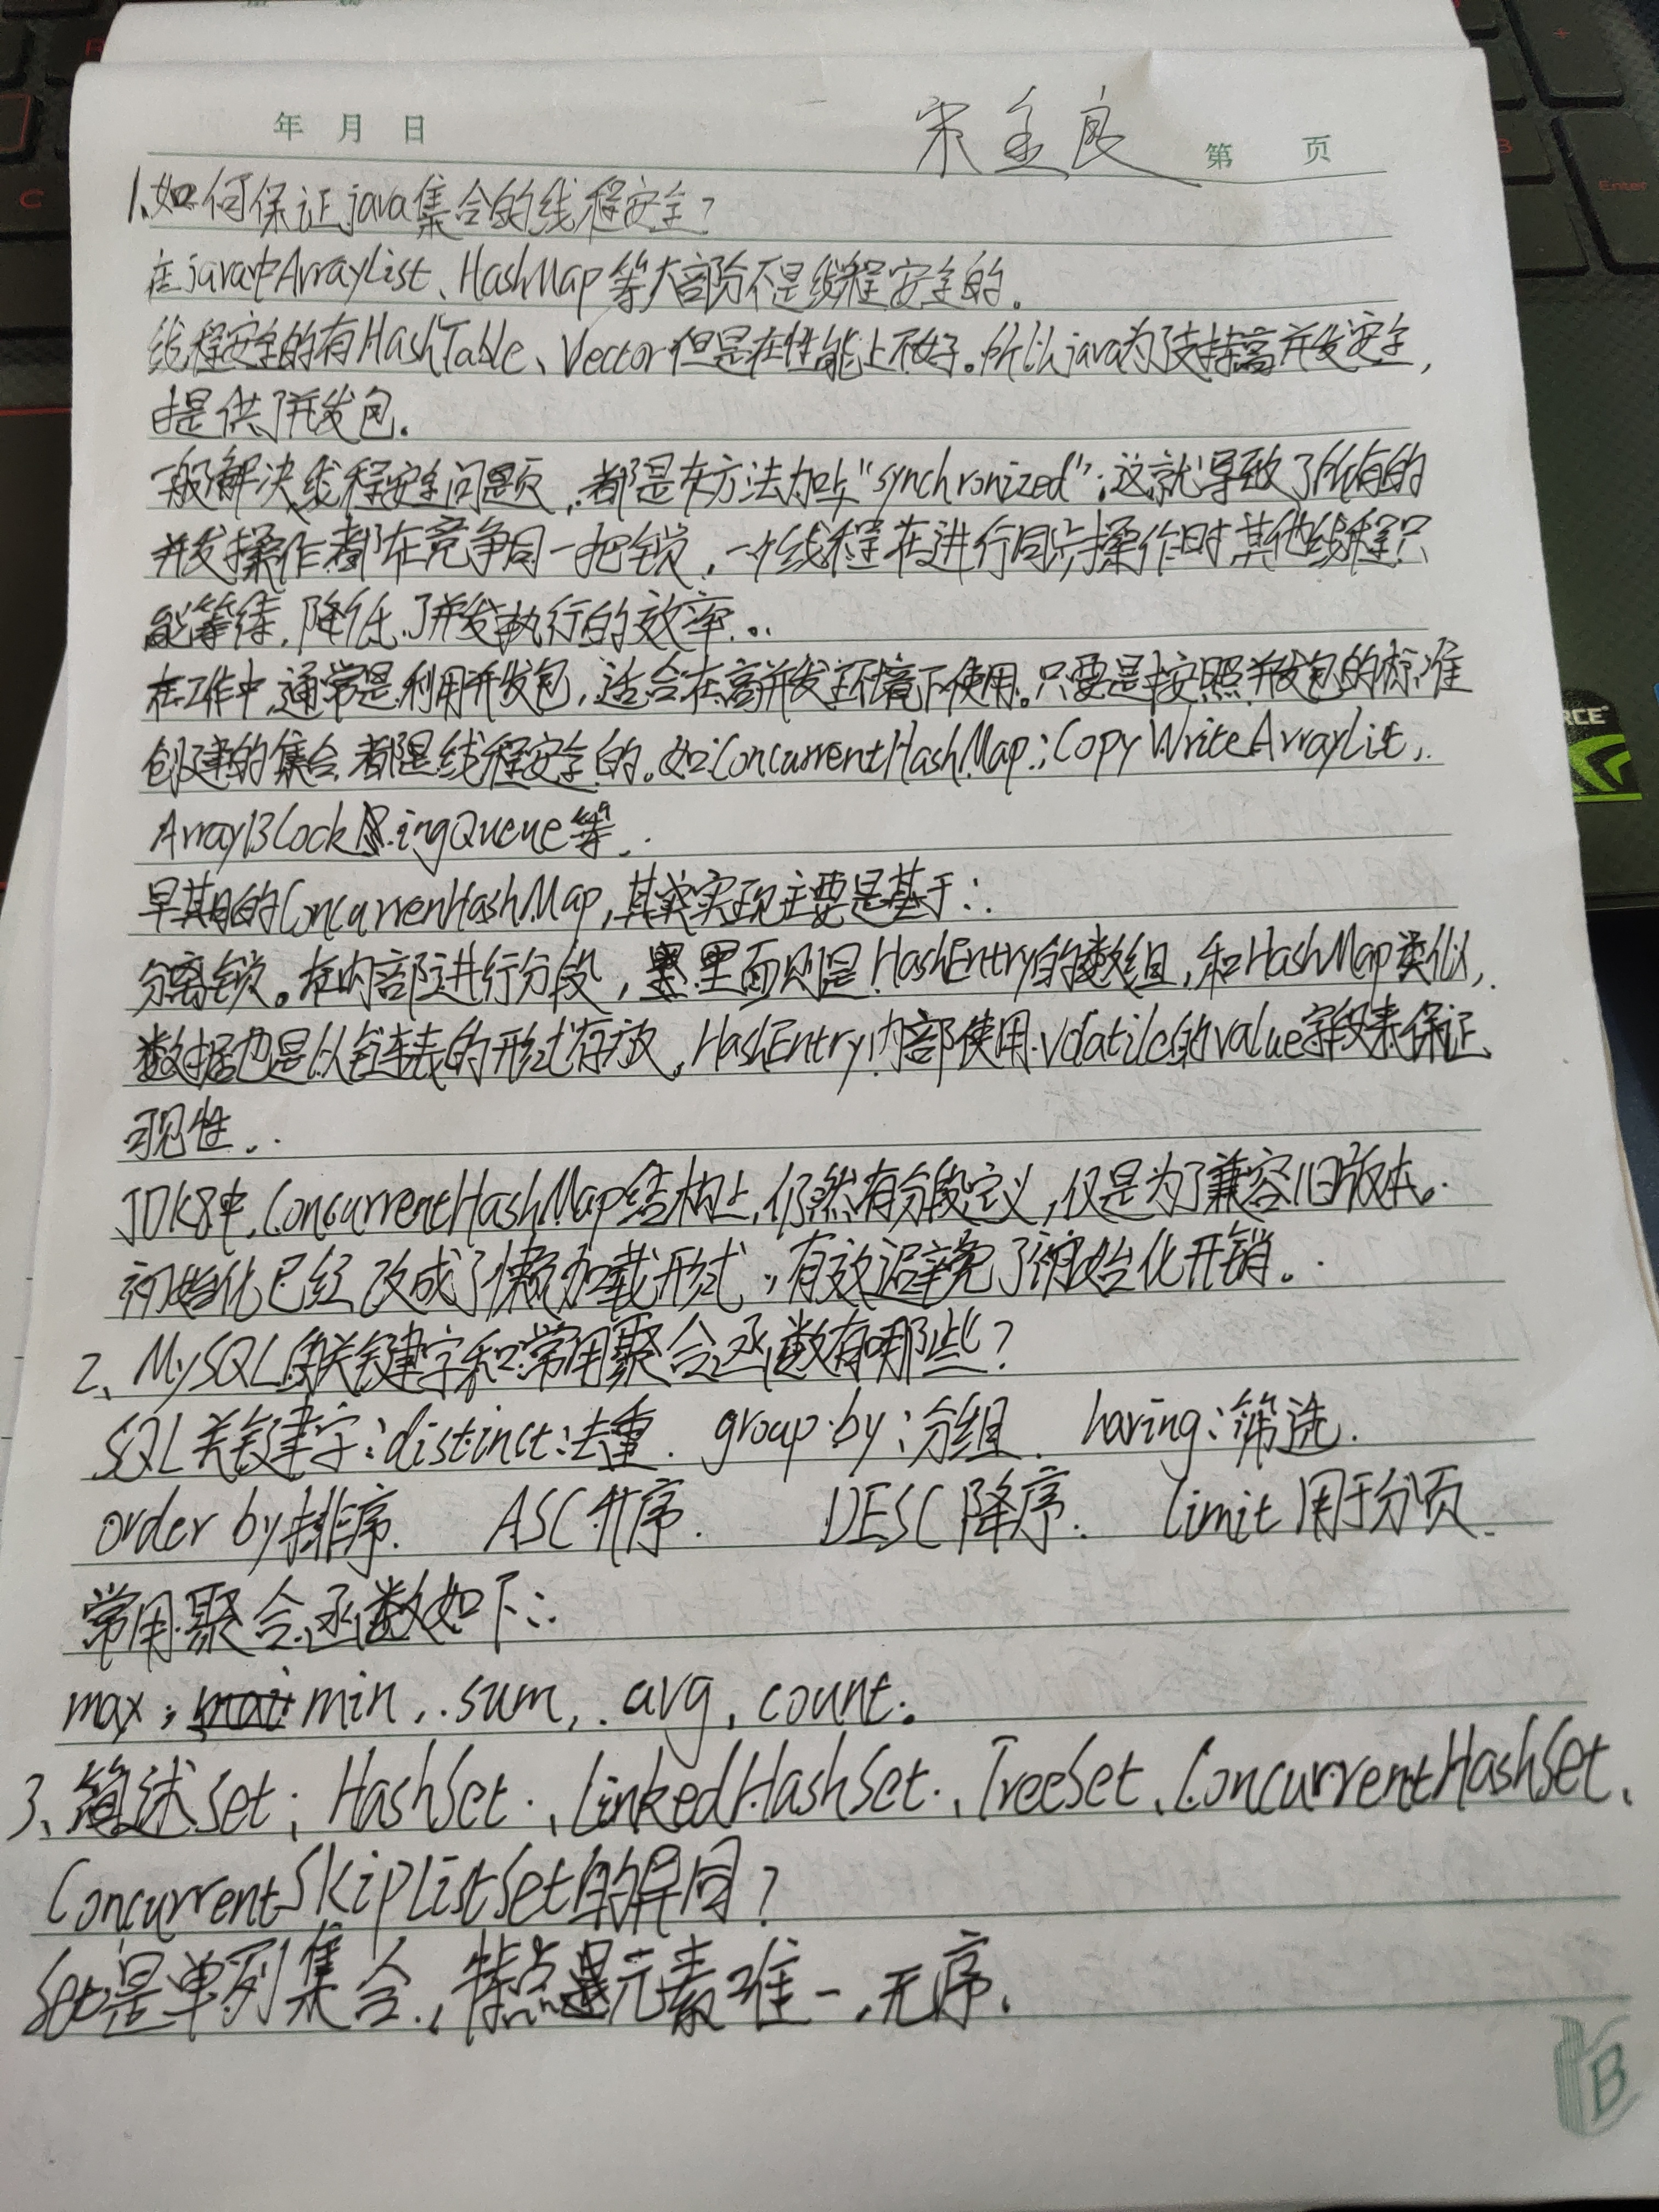 年 月 日 宋全良 第 页
1、如何保证java集合的线程安全？
在java中ArrayList、HashMap等大部分不是线程安全的。
线程安全的有HashTable、Vector但是在性能上不好。所以java为了支持高并发安全，
也提供了并发包。
一般解决线程安全问题，都是在方法加上“synchronized”，这就导致了所有的
并发操作都在竞争同一把锁，一个线程在进行同步操作时，其他线程只
能等待，降低了并发执行的效率。
在工作中，通常是利用并发包，适合在高并发环境下使用。只要是按照并发包的标准
创建的集合都是线程安全的。如：ConcurrentHashMap；CopyWriteArrayList，
ArrayBlockingQueue等。
早期的ConcurrenHashMap，其实现主要是基于：
分离锁。在内部进行分段，里面则是HashEntry的数组，和HashMap类似，
数据也是以链表的形式存放，HashEntry内部使用volatile的value字段来保证
可见性。
JDK8中，ConcurrentHashMap结构上，仍然有分段定义，仅是为了兼容旧版本。
初始化已经改成了懒加载形式，有效避免了初始化开销。
2、MySQL的关键字和常用聚合函数有哪些？
SQL关键字：distinct：去重. group by：分组. having：筛选.
order by排序. ASC升序. DESC降序. limit用于分页.
常用聚合函数如下：
max，min，sum，avg，count。
3、简述Set；HashSet、LinkedHashSet、TreeSet、ConcurrentHashSet、
ConcurrentSkipListSet的异同？
Set是单列集合，特点是元素唯一，无序.
B
Enter
RCE
C